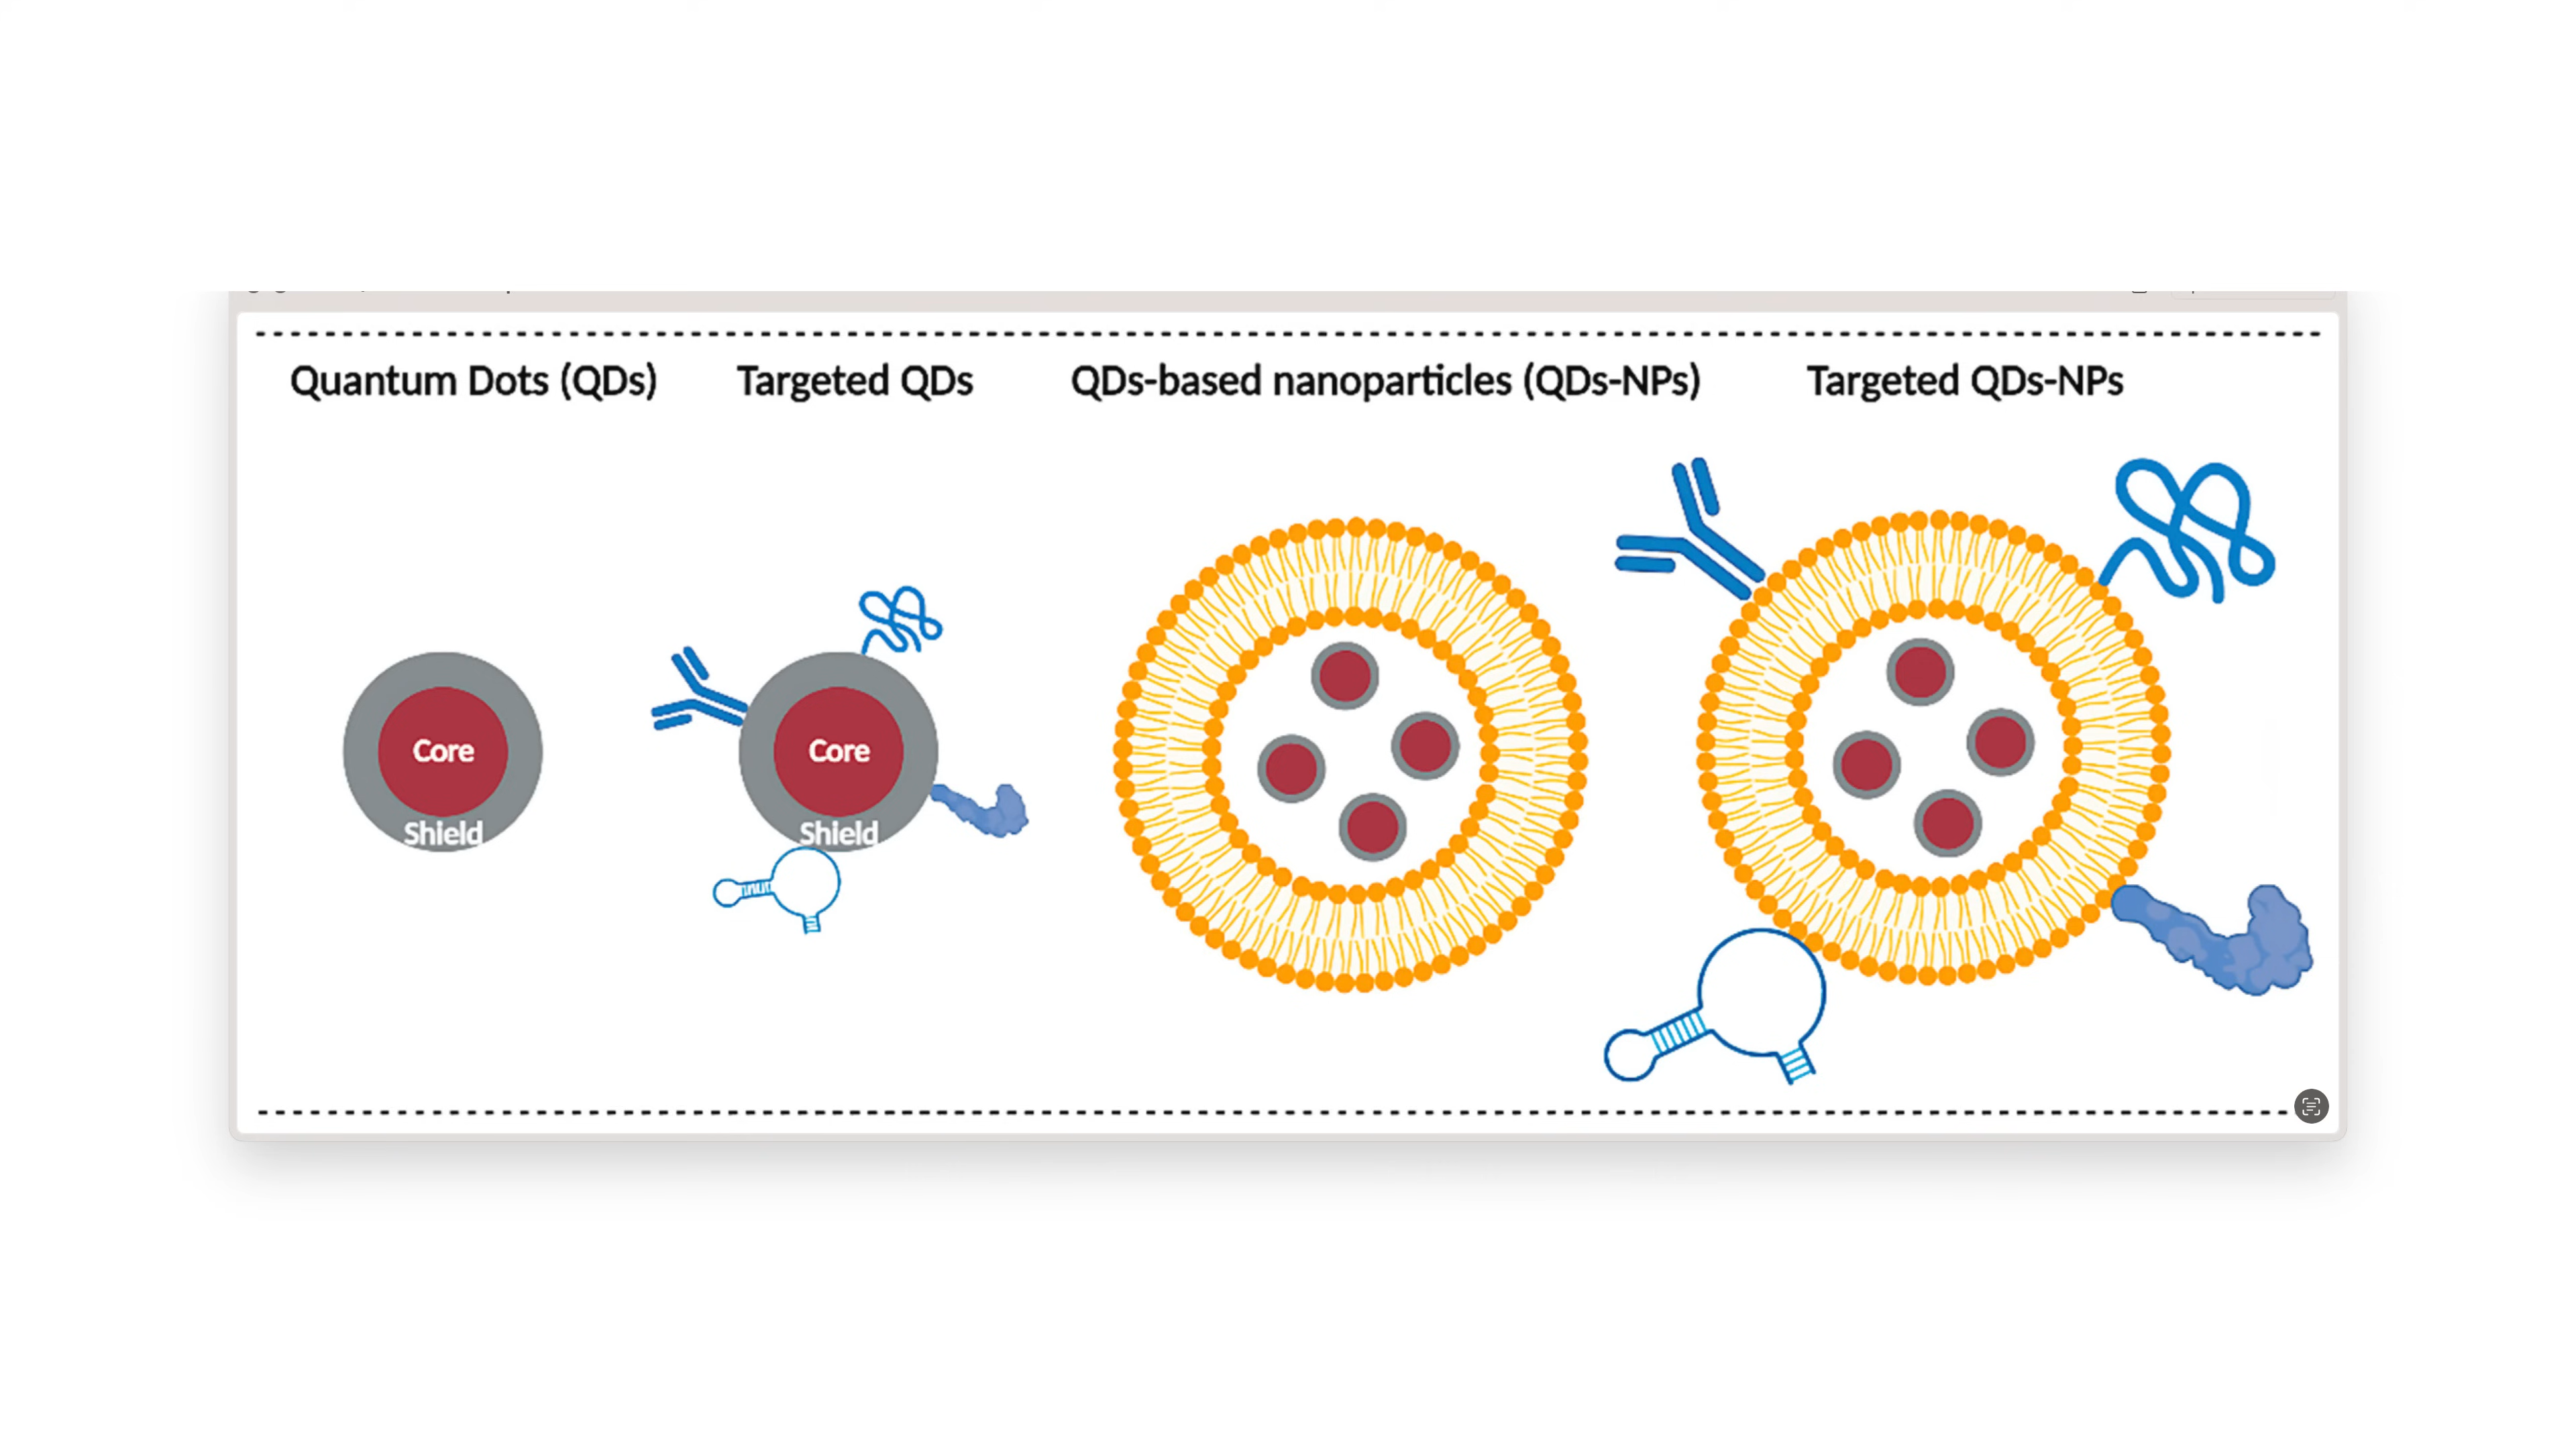 Quantum Dots (QDs) Targeted QDs QDs-based nanoparticles (QDs-NPs) Targeted QDs-NPs
Core Core
Shield Shield